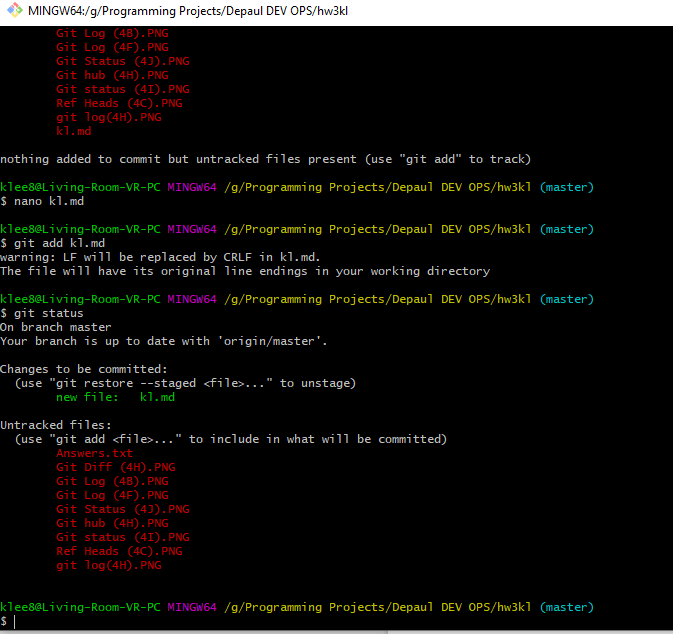 MINGW64:/g/Programming Projects/Depaul DEV OPS/hw3kl
Git Log (4B).PNG
Git Log (4F).PNG
Git Status (4J).PNG
Git hub (4H).PNG
Git status (4I).PNG
Ref Heads (4C).PNG
git log(4H).PNG
kl.md
nothing added to commit but untracked files present (use "git add" to track)
klee8@Living-Room-VR-PC MINGW64 /g/Programming Projects/Depaul DEV OPS/hw3kl (master)
$ nano kl.md
klee8@Living-Room-VR-PC MINGW64 /g/Programming Projects/Depaul DEV OPS/hw3kl (master)
$ git add kl.md
warning: LF will be replaced by CRLF in kl.md.
The file will have its original line endings in your working directory
klee8@Living-Room-VR-PC MINGW64 /g/Programming Projects/Depaul DEV OPS/hw3kl (master)
$ git status
On branch master
Your branch is up to date with 'origin/master'.
Changes to be committed:
(use "git restore --staged <file>..." to unstage)
new file: kl.md
Untracked files:
(use "git add <file>..." to include in what will be committed)
Answers.txt
Git Diff (4H).PNG
Git Log (4B).PNG
Git Log (4F).PNG
Git Status (4J).PNG
Git hub (4H).PNG
Git status (4I).PNG
Ref Heads (4C).PNG
git log(4H).PNG
klee8@Living-Room-VR-PC MINGW64 /g/Programming Projects/Depaul DEV OPS/hw3kl (master)
$